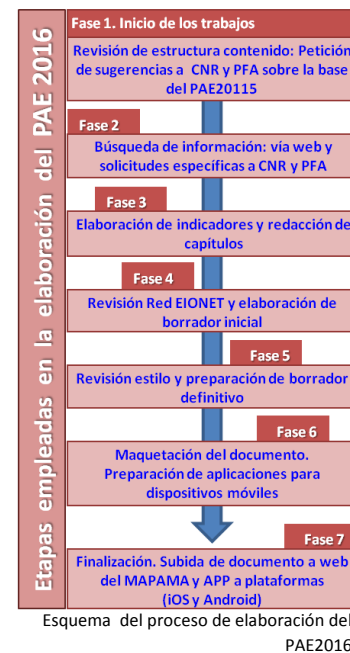 Etapas empleadas en la elaboración del PAE 2016
Fase 1. Inicio de los trabajos
Revisión de estructura contenido: Petición
de sugerencias a CNR y PFA sobre la base
del PAE20115
Fase 2
Búsqueda de información: vía web y
solicitudes específicas a CNR y PFA
Fase 3
Elaboración de indicadores y redacción de
capítulos
Fase 4
Revisión Red EIONET y elaboración de
borrador inicial
Fase 5
Revisión estilo y preparación de borrador
definitivo
Fase 6
Maquetación del documento.
Preparación de aplicaciones para
dispositivos móviles
Fase 7
Finalización. Subida de documento a web
del MAPAMA y APP a plataformas
(iOS y Android)
Esquema del proceso de elaboración del
PAE2016